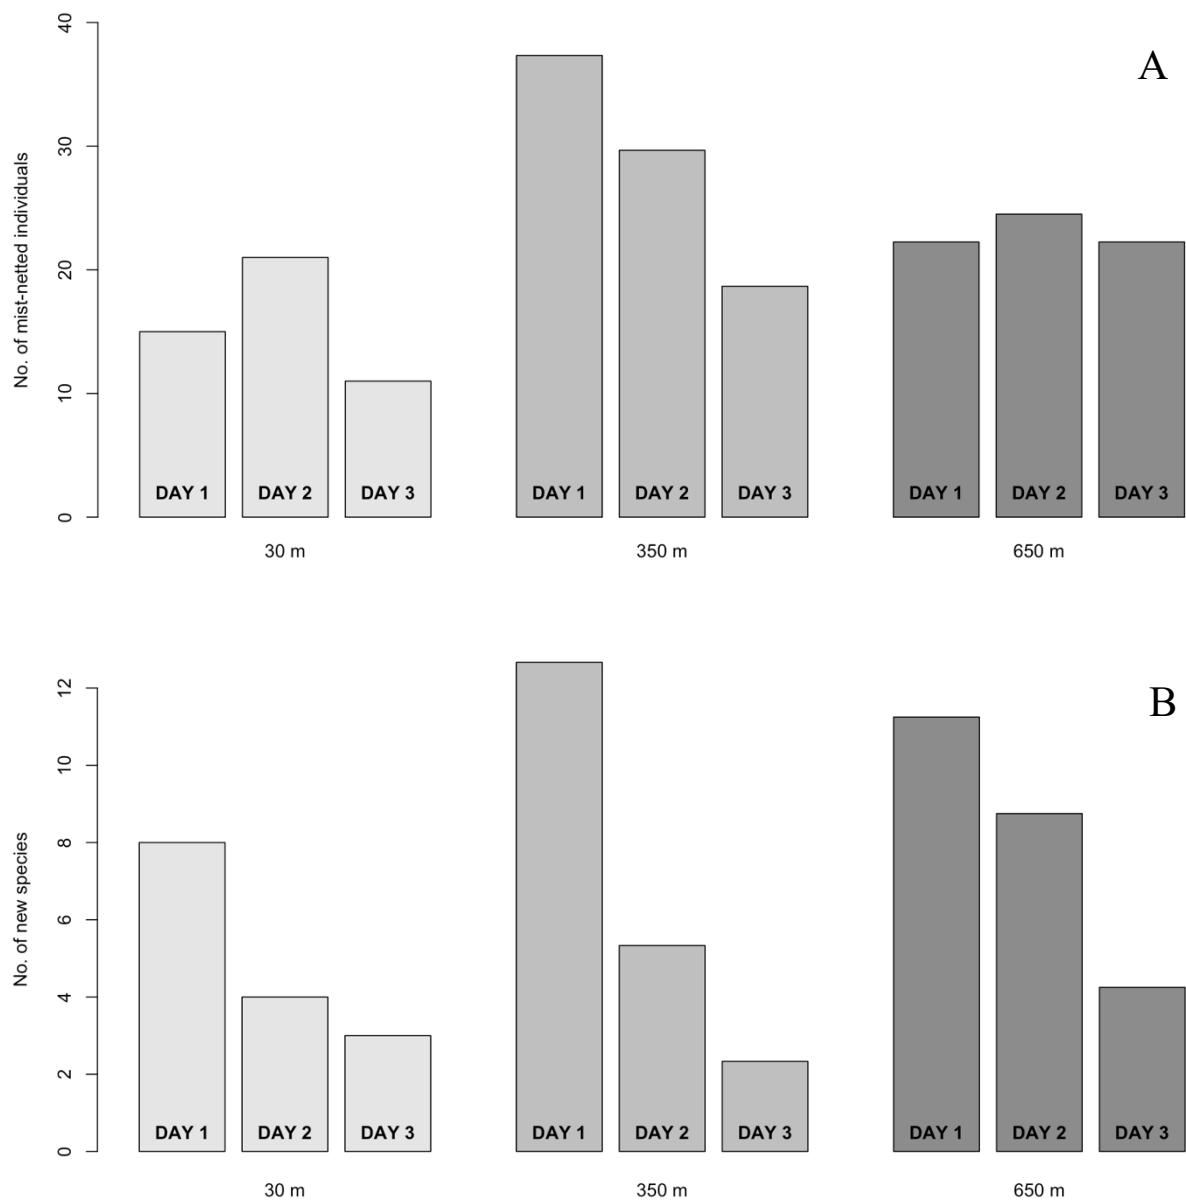 A
No. of mist-netted individuals
40
30
20
10
0
DAY 1 DAY 2 DAY 3 DAY 1 DAY 2 DAY 3 DAY 1 DAY 2 DAY 3
30 m 350 m 650 m
B
No. of new species
12
10
8
6
4
2
0
DAY 1 DAY 2 DAY 3 DAY 1 DAY 2 DAY 3 DAY 1 DAY 2 DAY 3
30 m 350 m 650 m